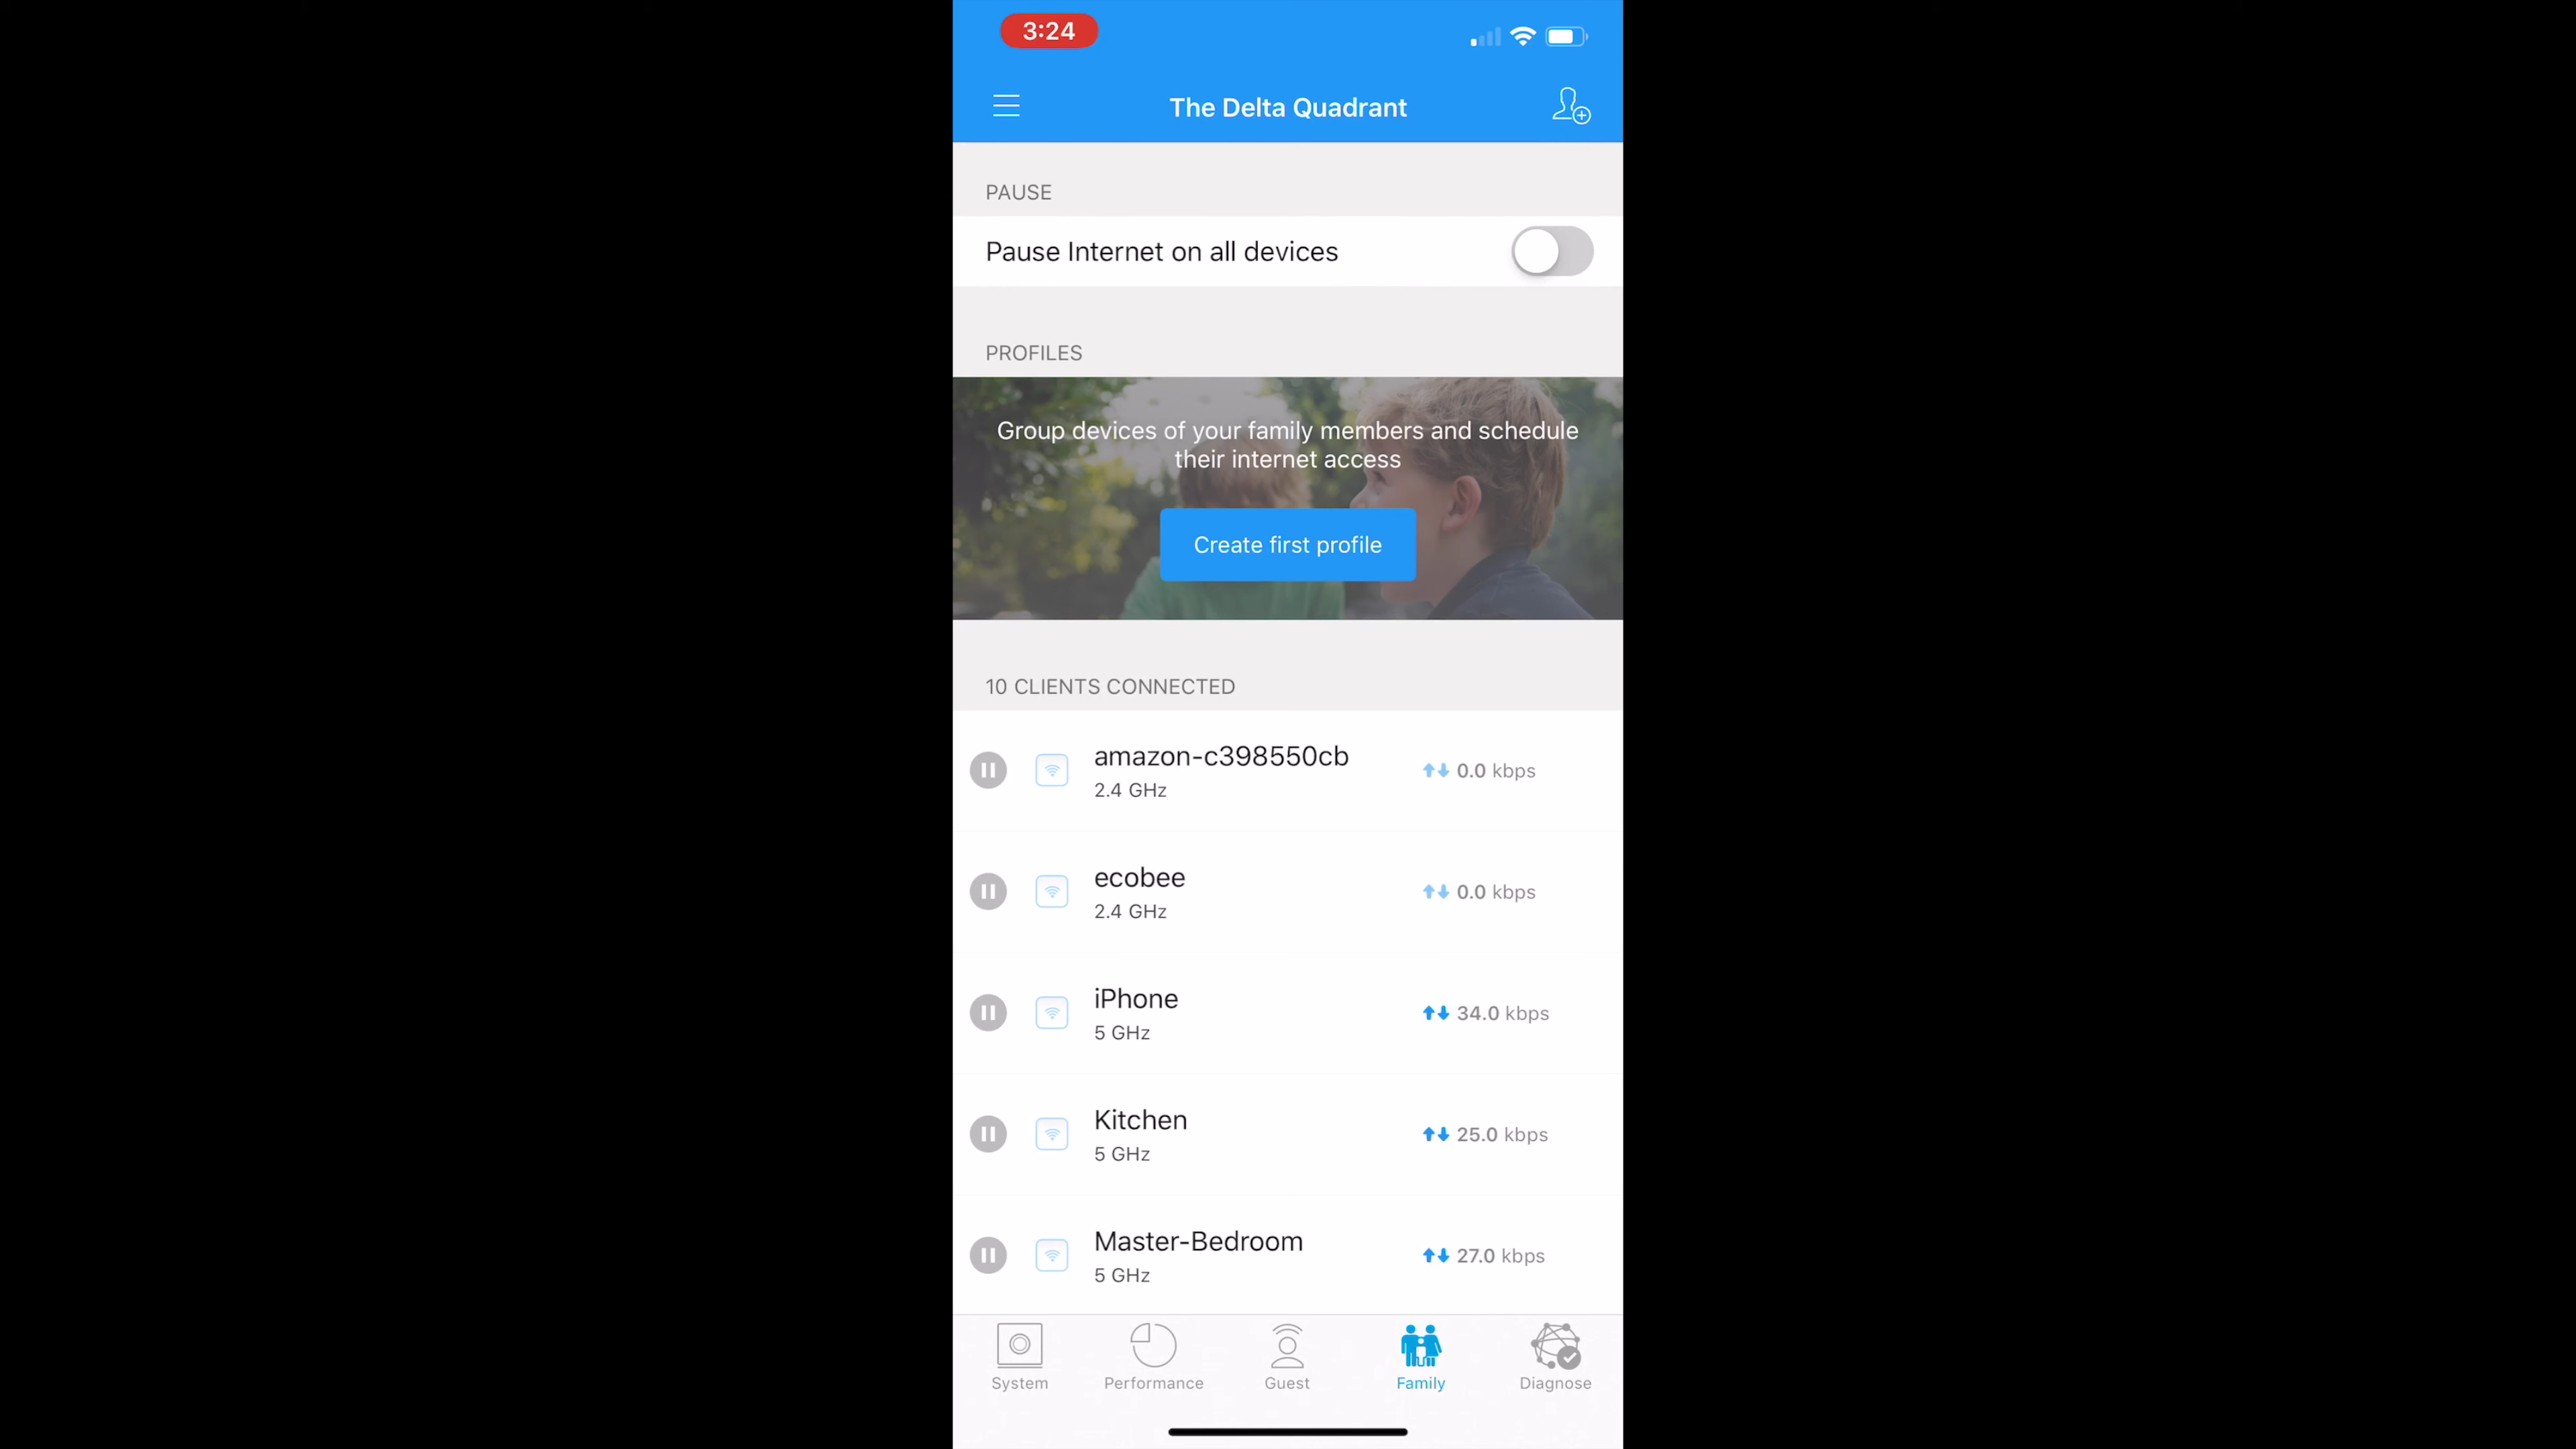 3:24
The Delta Quadrant
PAUSE
Pause Internet on all devices
PROFILES
Group devices of your family members and schedule
their internet access
Create first profile
10 CLIENTS CONNECTED
amazon-c398550cb
2.4 GHz
0.0 kbps
ecobee
2.4 GHz
0.0 kbps
iPhone
5 GHz
34.0 kbps
Kitchen
5 GHz
25.0 kbps
Master-Bedroom
5 GHz
27.0 kbps
System
Performance
Guest
Family
Diagnose